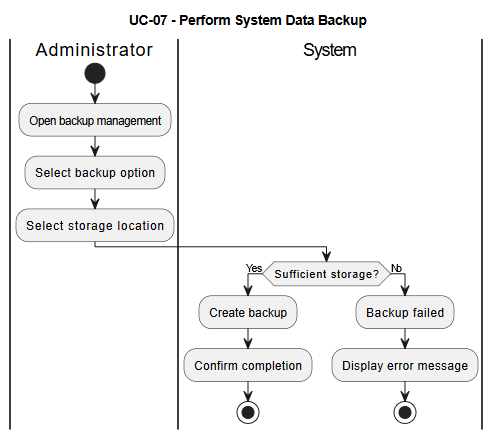 UC-07 - Perform System Data Backup
Administrator
System
Open backup management
Select backup option
Select storage location
Sufficient storage?
Yes
No
Create backup
Backup failed
Confirm completion
Display error message